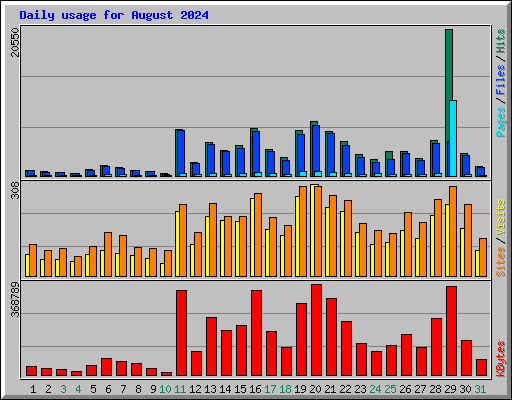 Daily usage for August 2024
20550
Pages / Files / Hits
308
Sites / Visits
368789
KBytes
1 2 3 4 5 6 7 8 9 10 11 12 13 14 15 16 17 18 19 20 21 22 23 24 25 26 27 28 29 30 31